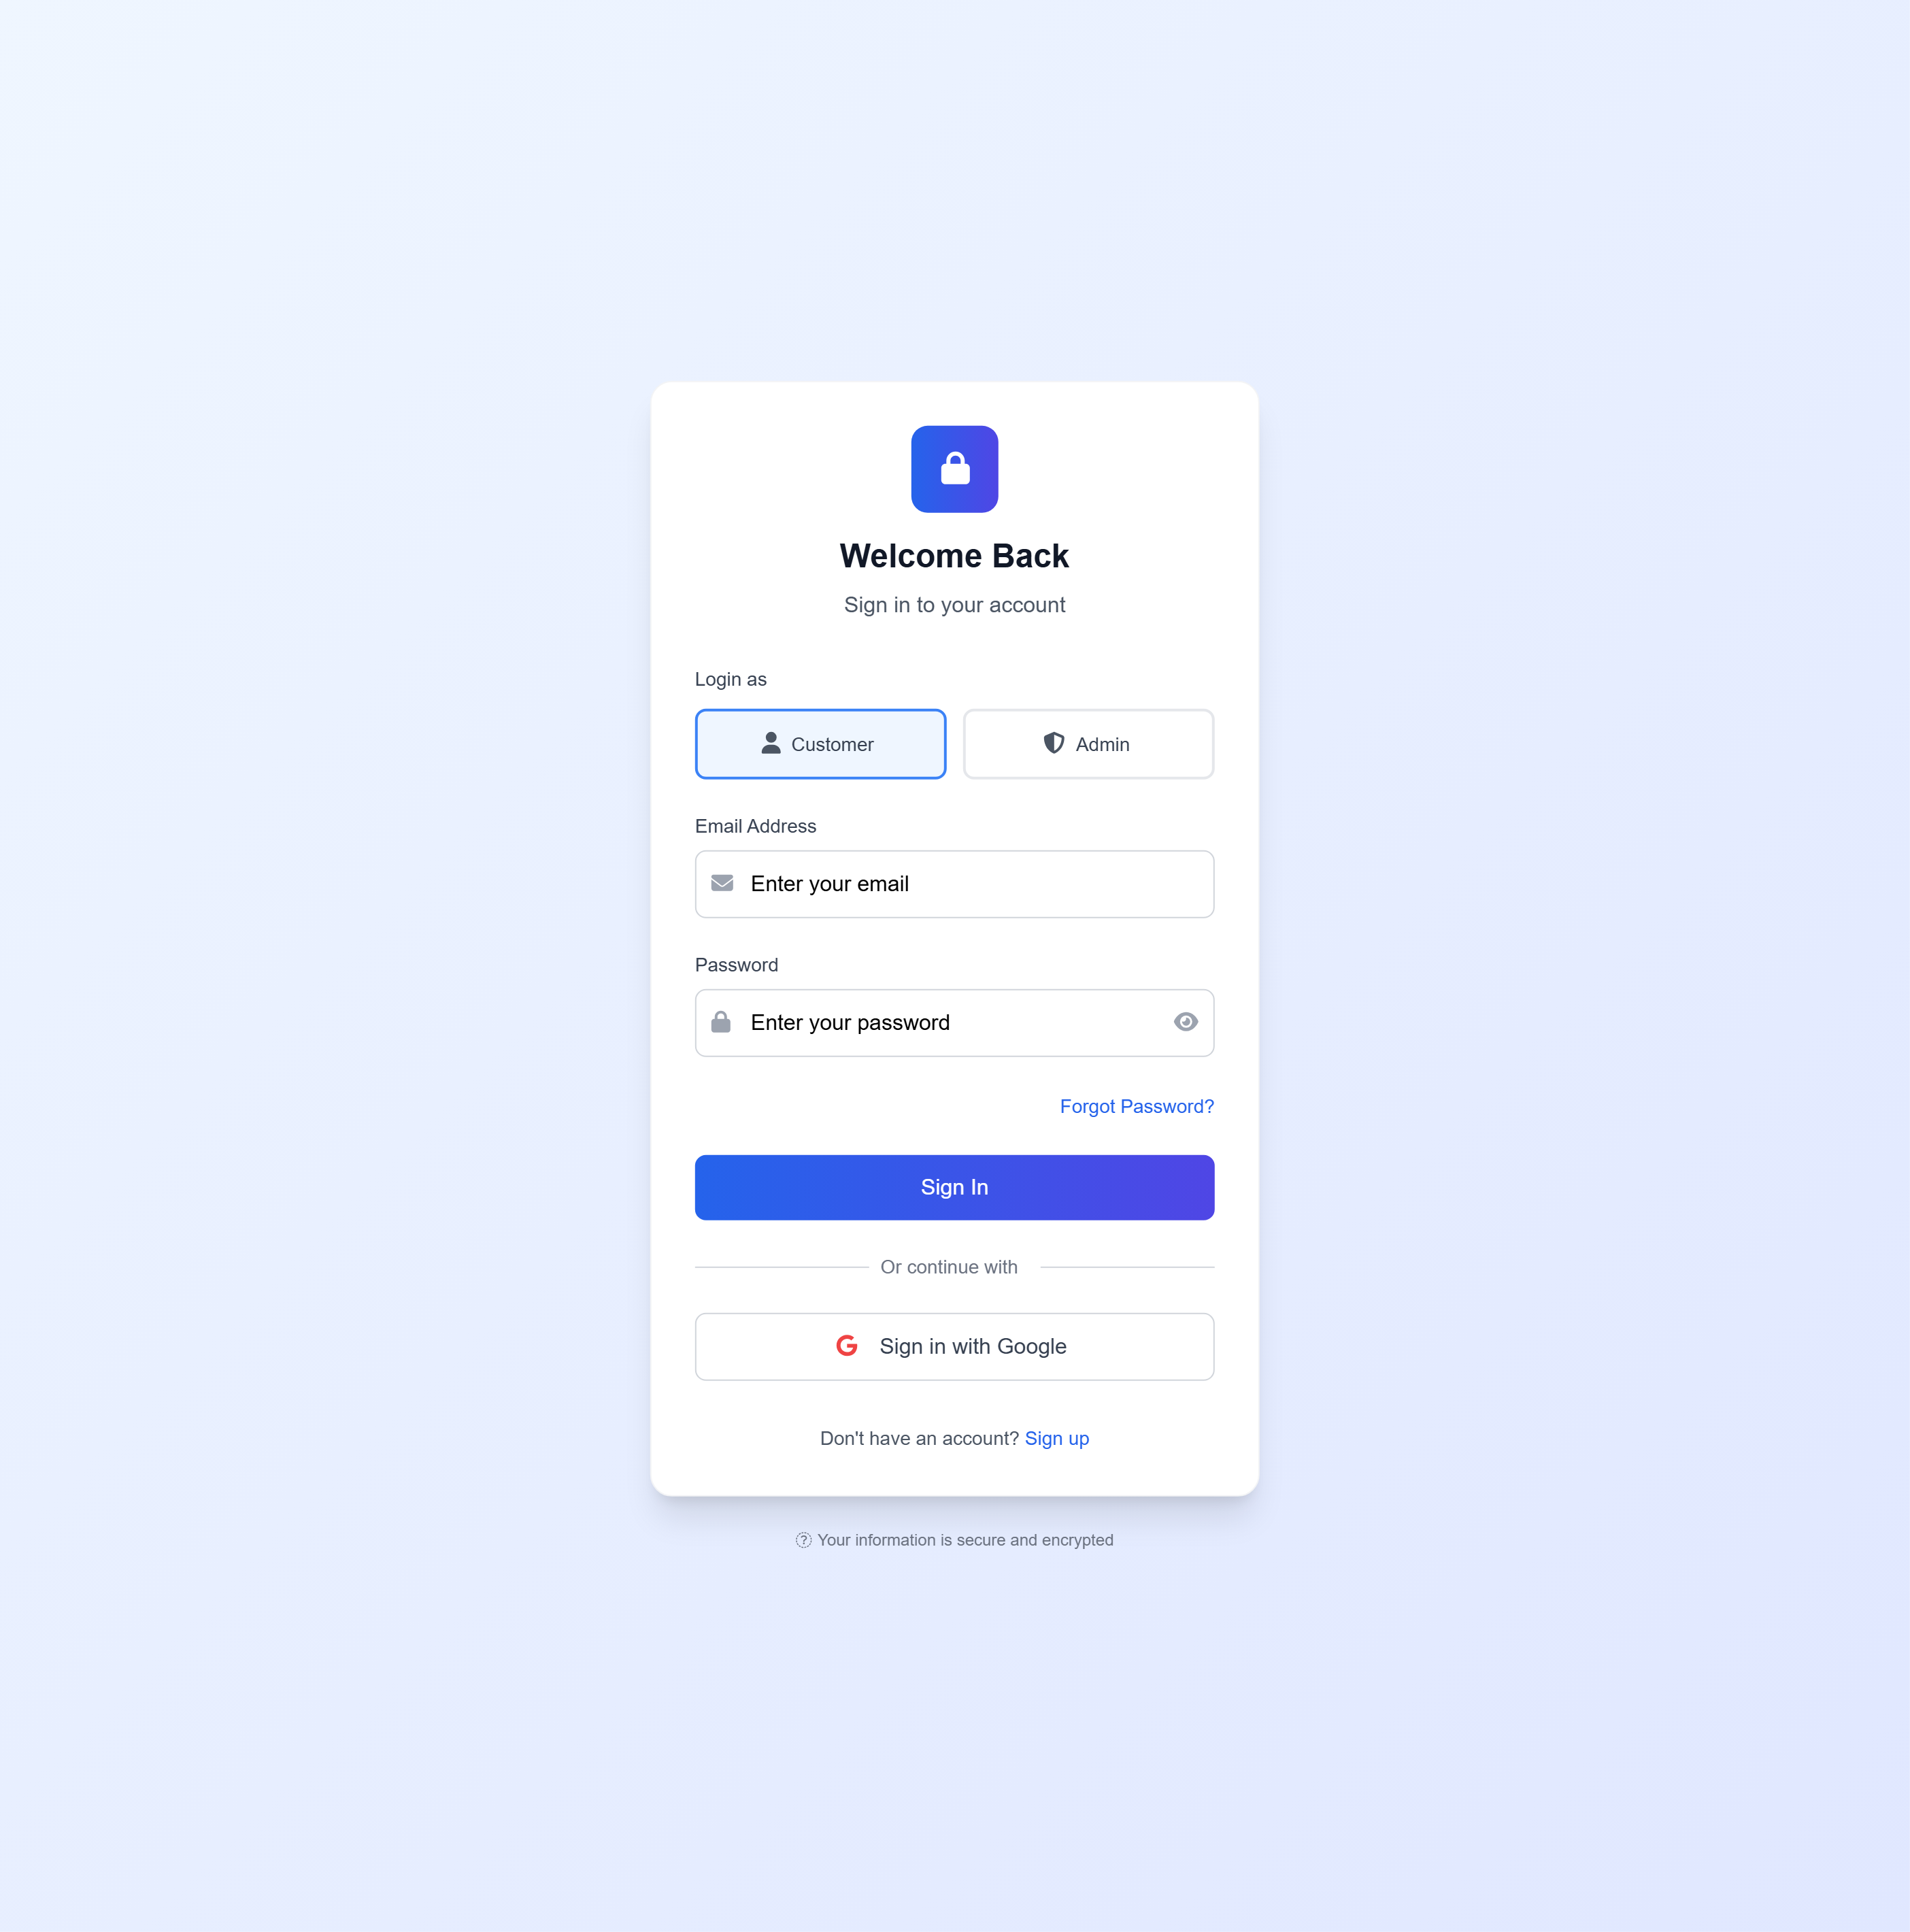 Welcome Back
Sign in to your account
Login as
Customer
Admin
Email Address
Enter your email
Password
Enter your password
Forgot Password?
Sign In
Or continue with
Sign in with Google
Don't have an account? Sign up
Your information is secure and encrypted